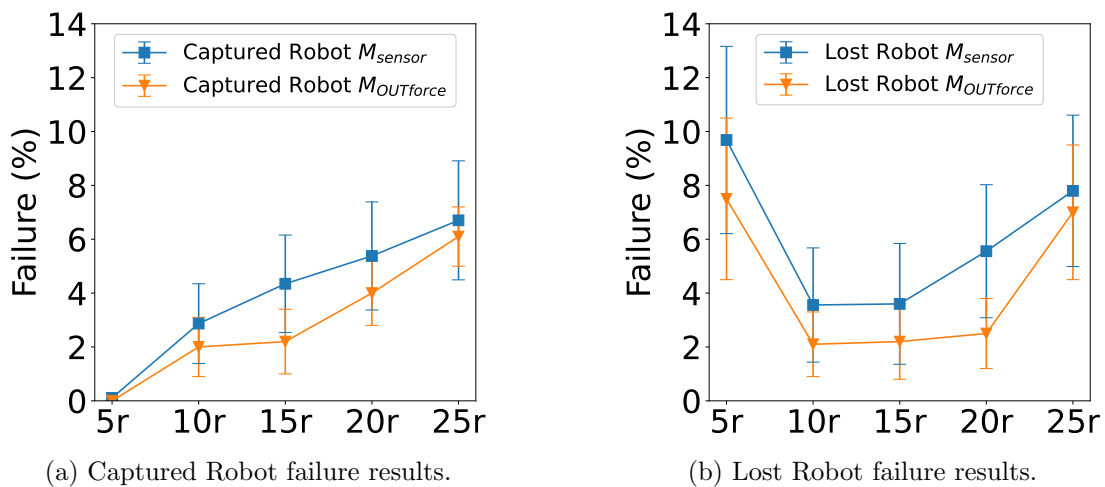 14
12
10
8
6
4
2
0
Failure (%)
Captured Robot M_sensor
Captured Robot M_OUTforce
5r 10r 15r 20r 25r
(a) Captured Robot failure results.
14
12
10
8
6
4
2
0
Failure (%)
Lost Robot M_sensor
Lost Robot M_OUTforce
5r 10r 15r 20r 25r
(b) Lost Robot failure results.